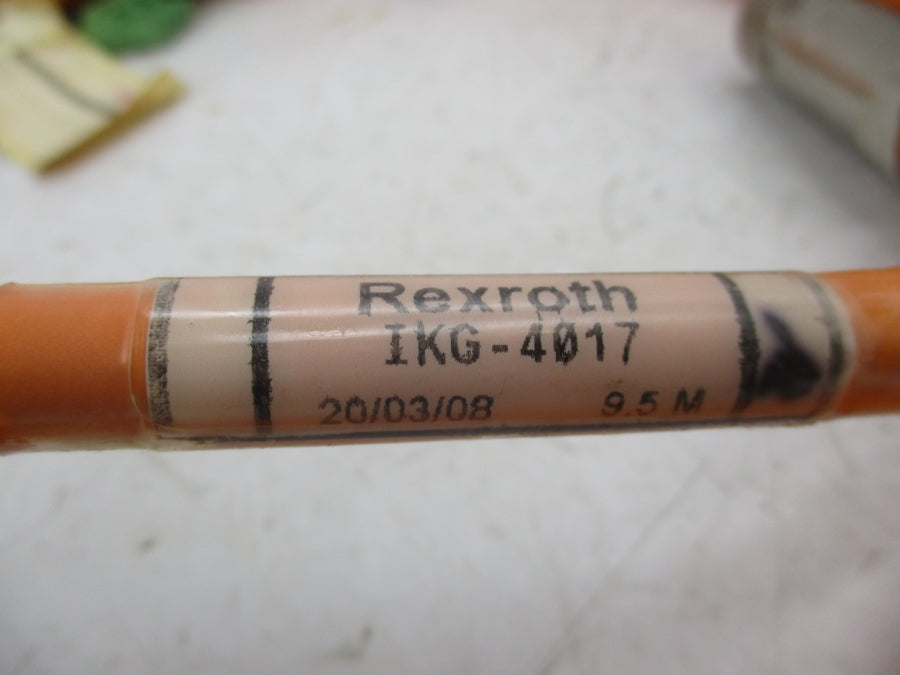 Rexroth
IKG-4017
20/03/08 9.5 M